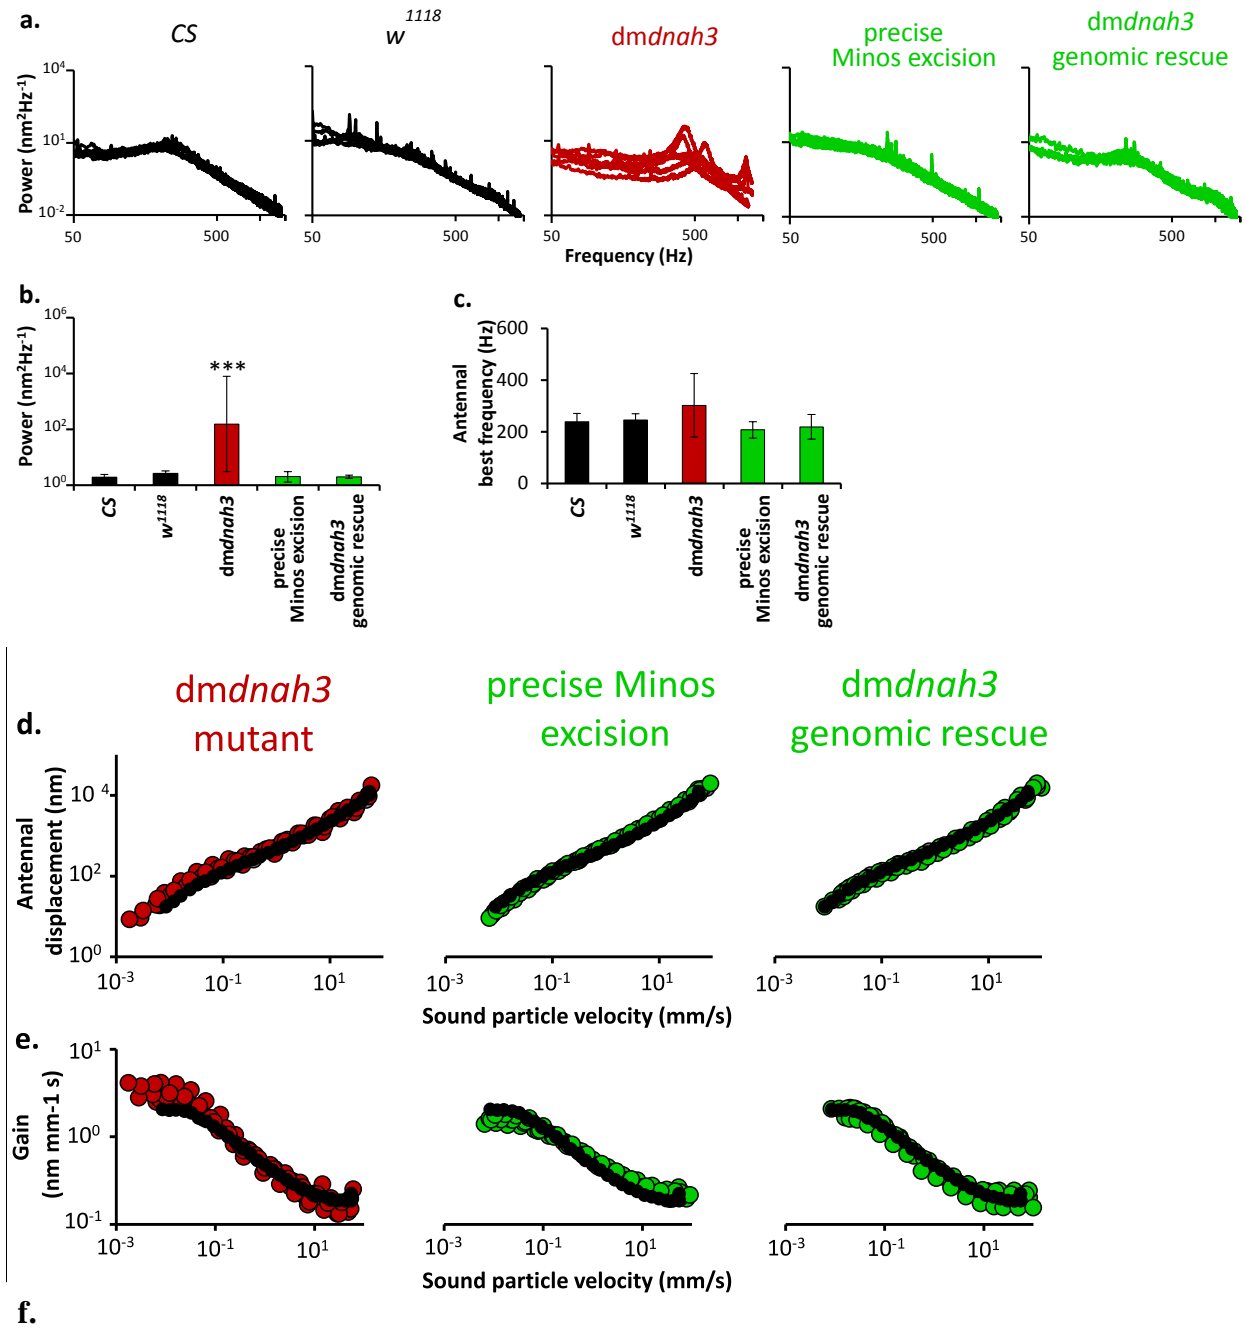 a.
CS
w1118
dmdnah3
precise
Minos excision
dmdnah3
genomic rescue
Power (nm2Hz-1)
104
101
10-2
50
500
50
500
50
500
50
500
50
500
Frequency (Hz)
b.
Power (nm2Hz-1)
106
104
102
100
***
CS
w1118
dmdnah3
precise
Minos excision
dmdnah3
genomic rescue
c.
Antennal
best frequency (Hz)
600
400
200
0
CS
w1118
dmdnah3
precise
Minos excision
dmdnah3
genomic rescue
dmdnah3
mutant
precise Minos
excision
dmdnah3
genomic rescue
d.
Antennal
displacement (nm)
10 4
102
100
10-3
10-1
101
10-3
10-1
101
10-3
10-1
101
Sound particle velocity (mm/s)
e.
Gain
(nm mm-1 s)
101
100
10-1
10-3
10-1
101
10-3
10-1
101
10-3
10-1
101
Sound particle velocity (mm/s)
f.